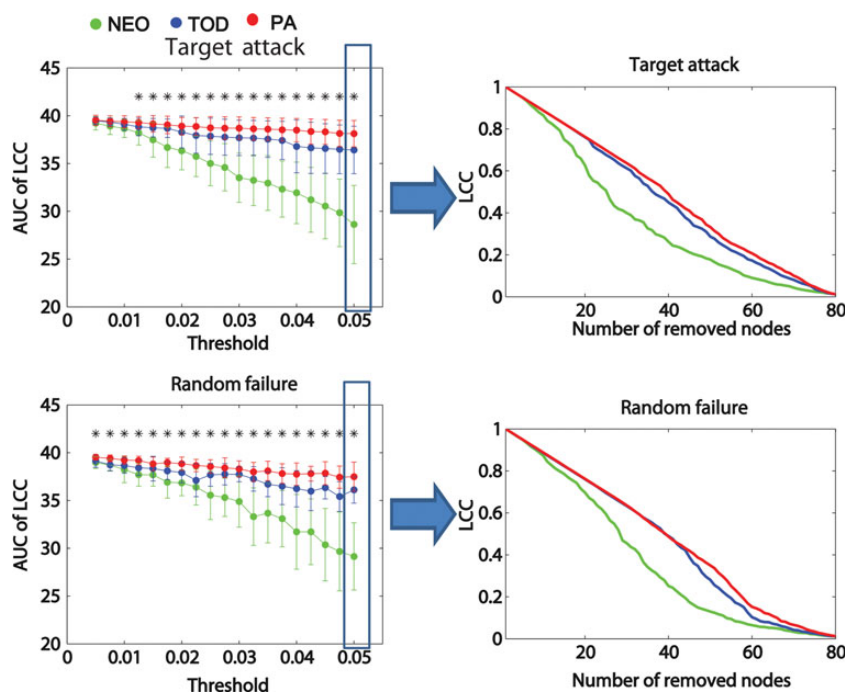 NEO TOD PA
Target attack
45
40
35
30
25
20
AUC of LCC
0 0.01 0.02 0.03 0.04 0.05
Threshold
* * * * * * * * * * * * * * * *
Target attack
1
0.8
0.6
0.4
0.2
0
LCC
20 40 60 80
Number of removed nodes
Random failure
45
40
35
30
25
20
AUC of LCC
* * * * * * * * * * * * * * * * * * *
0 0.01 0.02 0.03 0.04 0.05
Threshold
Random failure
1
0.8
0.6
0.4
0.2
0
LCC
20 40 60 80
Number of removed nodes